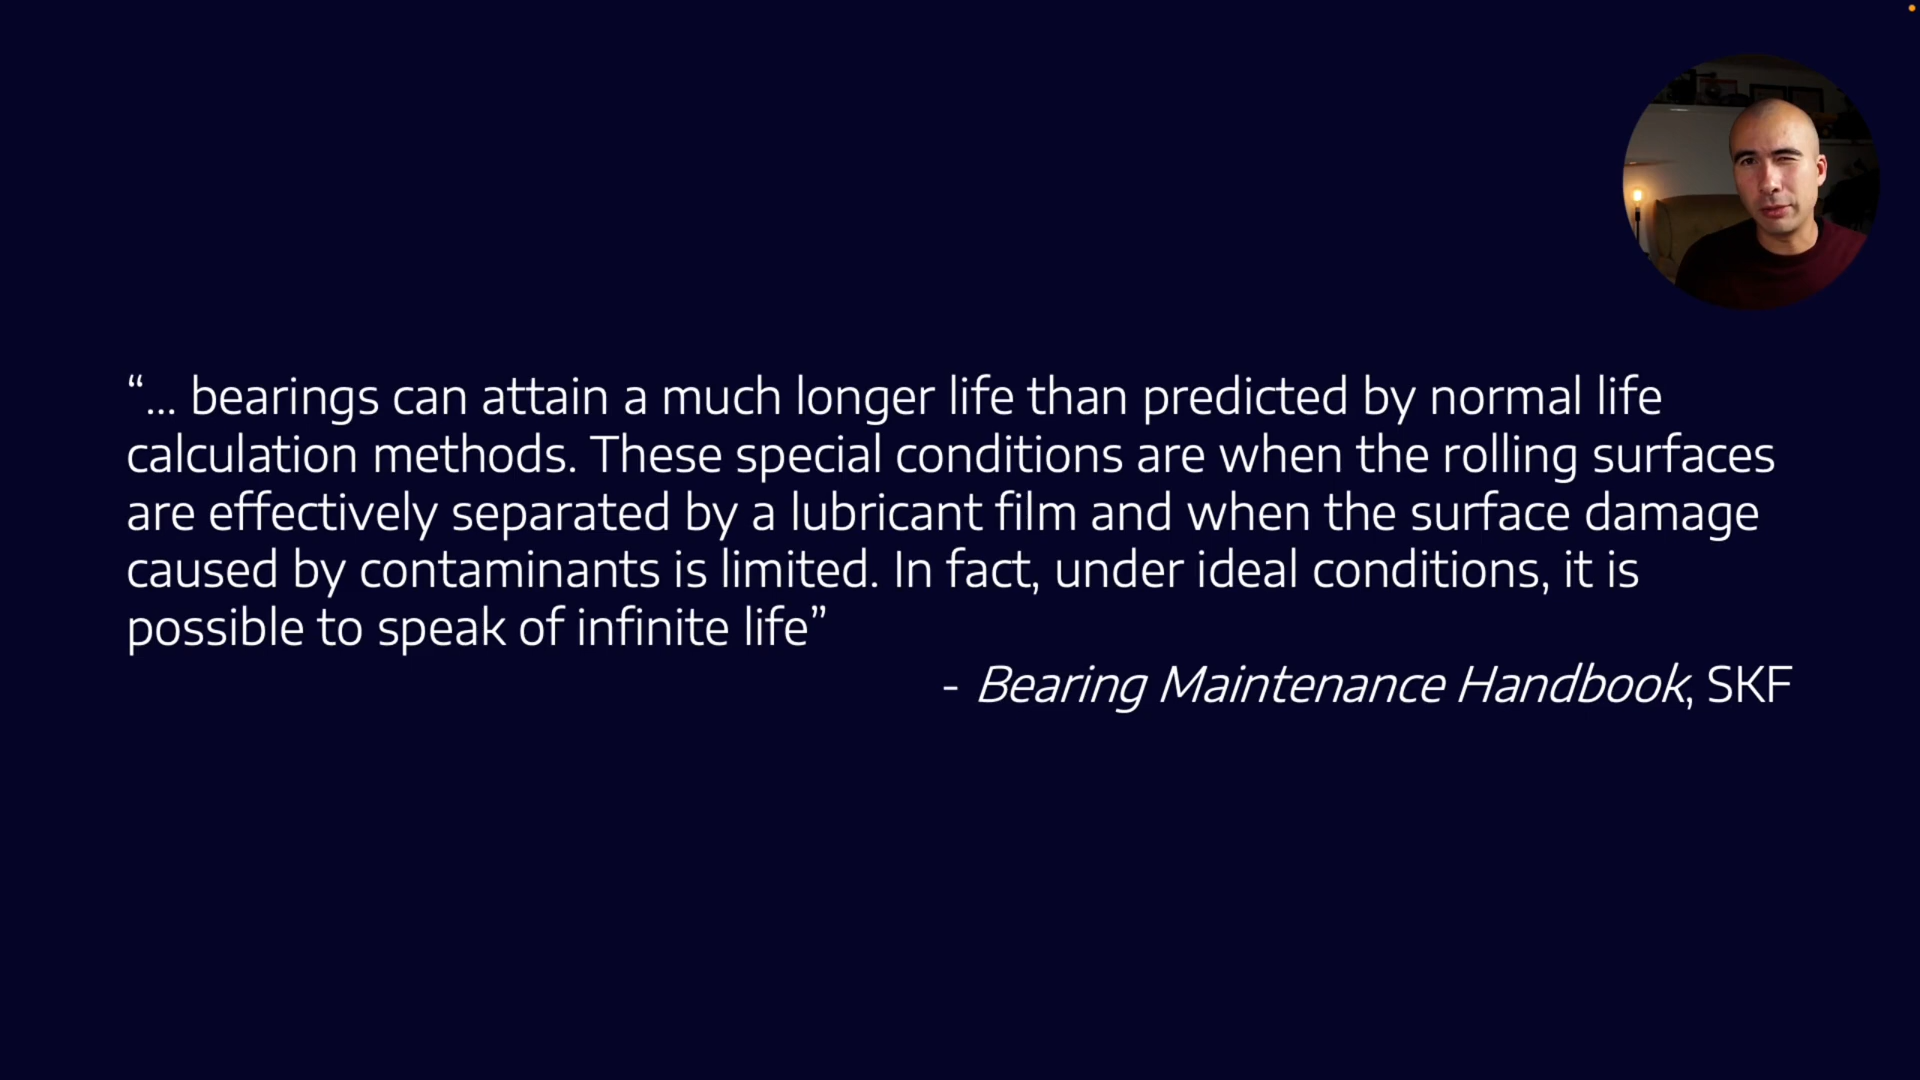 “... bearings can attain a much longer life than predicted by normal life
calculation methods. These special conditions are when the rolling surfaces
are effectively separated by a lubricant film and when the surface damage
caused by contaminants is limited. In fact, under ideal conditions, it is
possible to speak of infinite life”
- Bearing Maintenance Handbook, SKF